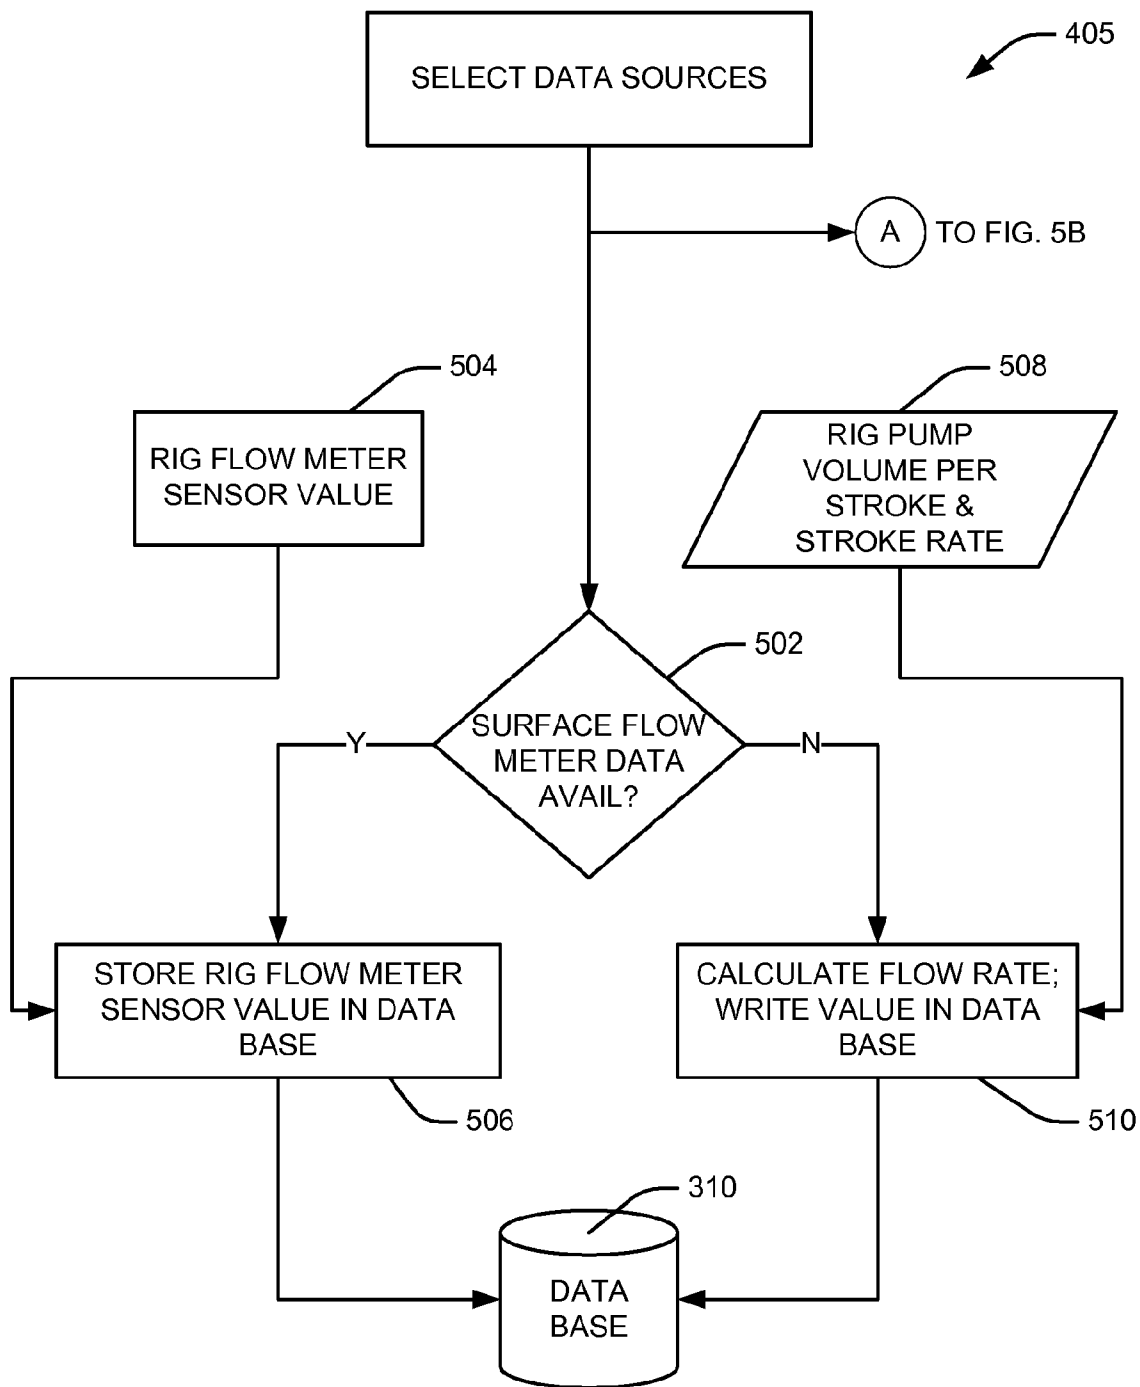 SELECT DATA SOURCES
405
A
TO FIG. 5B
504
RIG FLOW METER
SENSOR VALUE
508
RIG PUMP
VOLUME PER
STROKE &
STROKE RATE
502
SURFACE FLOW
METER DATA
AVAIL?
Y
N
STORE RIG FLOW METER
SENSOR VALUE IN DATA
BASE
506
CALCULATE FLOW RATE;
WRITE VALUE IN DATA
BASE
510
310
DATA
BASE